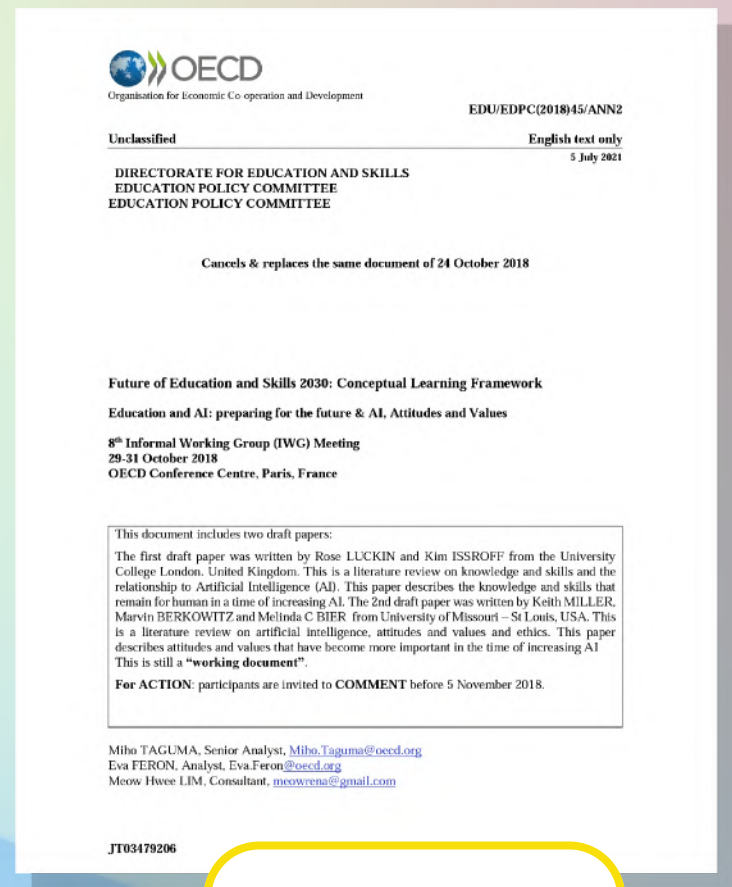 OECD
Organisation for Economic Co-operation and Development
EDU/EDPC(2018)45/ANN2
Unclassified English text only
5 July 2021
DIRECTORATE FOR EDUCATION AND SKILLS
EDUCATION POLICY COMMITTEE
EDUCATION POLICY COMMITTEE
Cancels & replaces the same document of 24 October 2018
Future of Education and Skills 2030: Conceptual Learning Framework
Education and AI: preparing for the future & AI, Attitudes and Values
8th Informal Working Group (IWG) Meeting
29-31 October 2018
OECD Conference Centre, Paris, France
This document includes two draft papers:
The first draft paper was written by Rose LUCKIN and Kim ISSROFF from the University
College London. United Kingdom. This is a literature review on knowledge and skills and the
relationship to Artificial Intelligence (AI). This paper describes the knowledge and skills that
remain for human in a time of increasing AI. The 2nd draft paper was written by Keith MILLER,
Marvin BERKOWITZ and Melinda C BIER from University of Missouri – St Louis, USA. This
is a literature review on artificial intelligence, attitudes and values and ethics. This paper
describes attitudes and values that have become more important in the time of increasing AI
This is still a “working document”.
For ACTION: participants are invited to COMMENT before 5 November 2018.
Miho TAGUMA, Senior Analyst, Miho.Taguma@oecd.org
Eva FERON, Analyst, Eva.Feron@oecd.org
Meow Hwee LIM, Consultant, meowrena@gmail.com
JT03479206